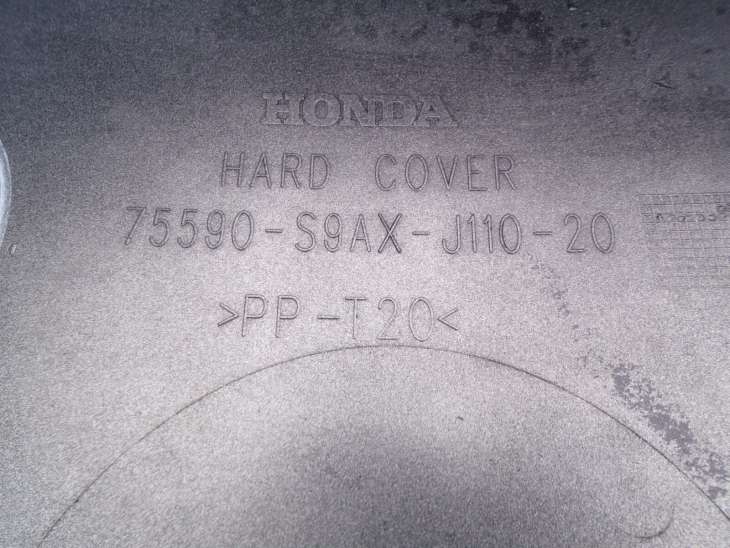 HONDA
HARD COVER
75590-S9AX-J110-20
>PP-T20<